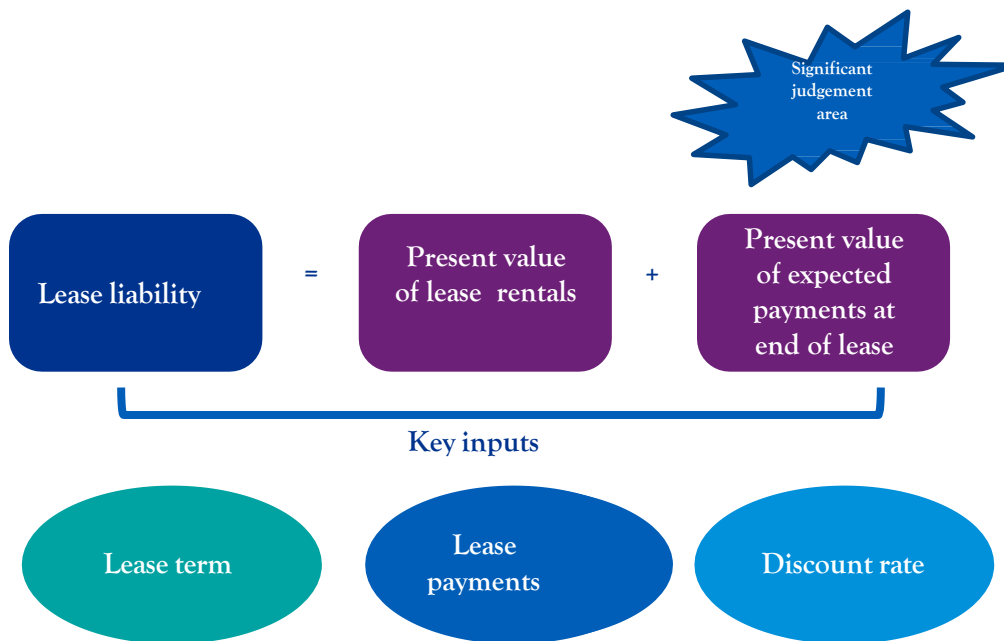 Significant
judgement
area
Lease liability
=
Present value
of lease rentals
+
Present value
of expected
payments at
end of lease
Key inputs
Lease term
Lease
payments
Discount rate